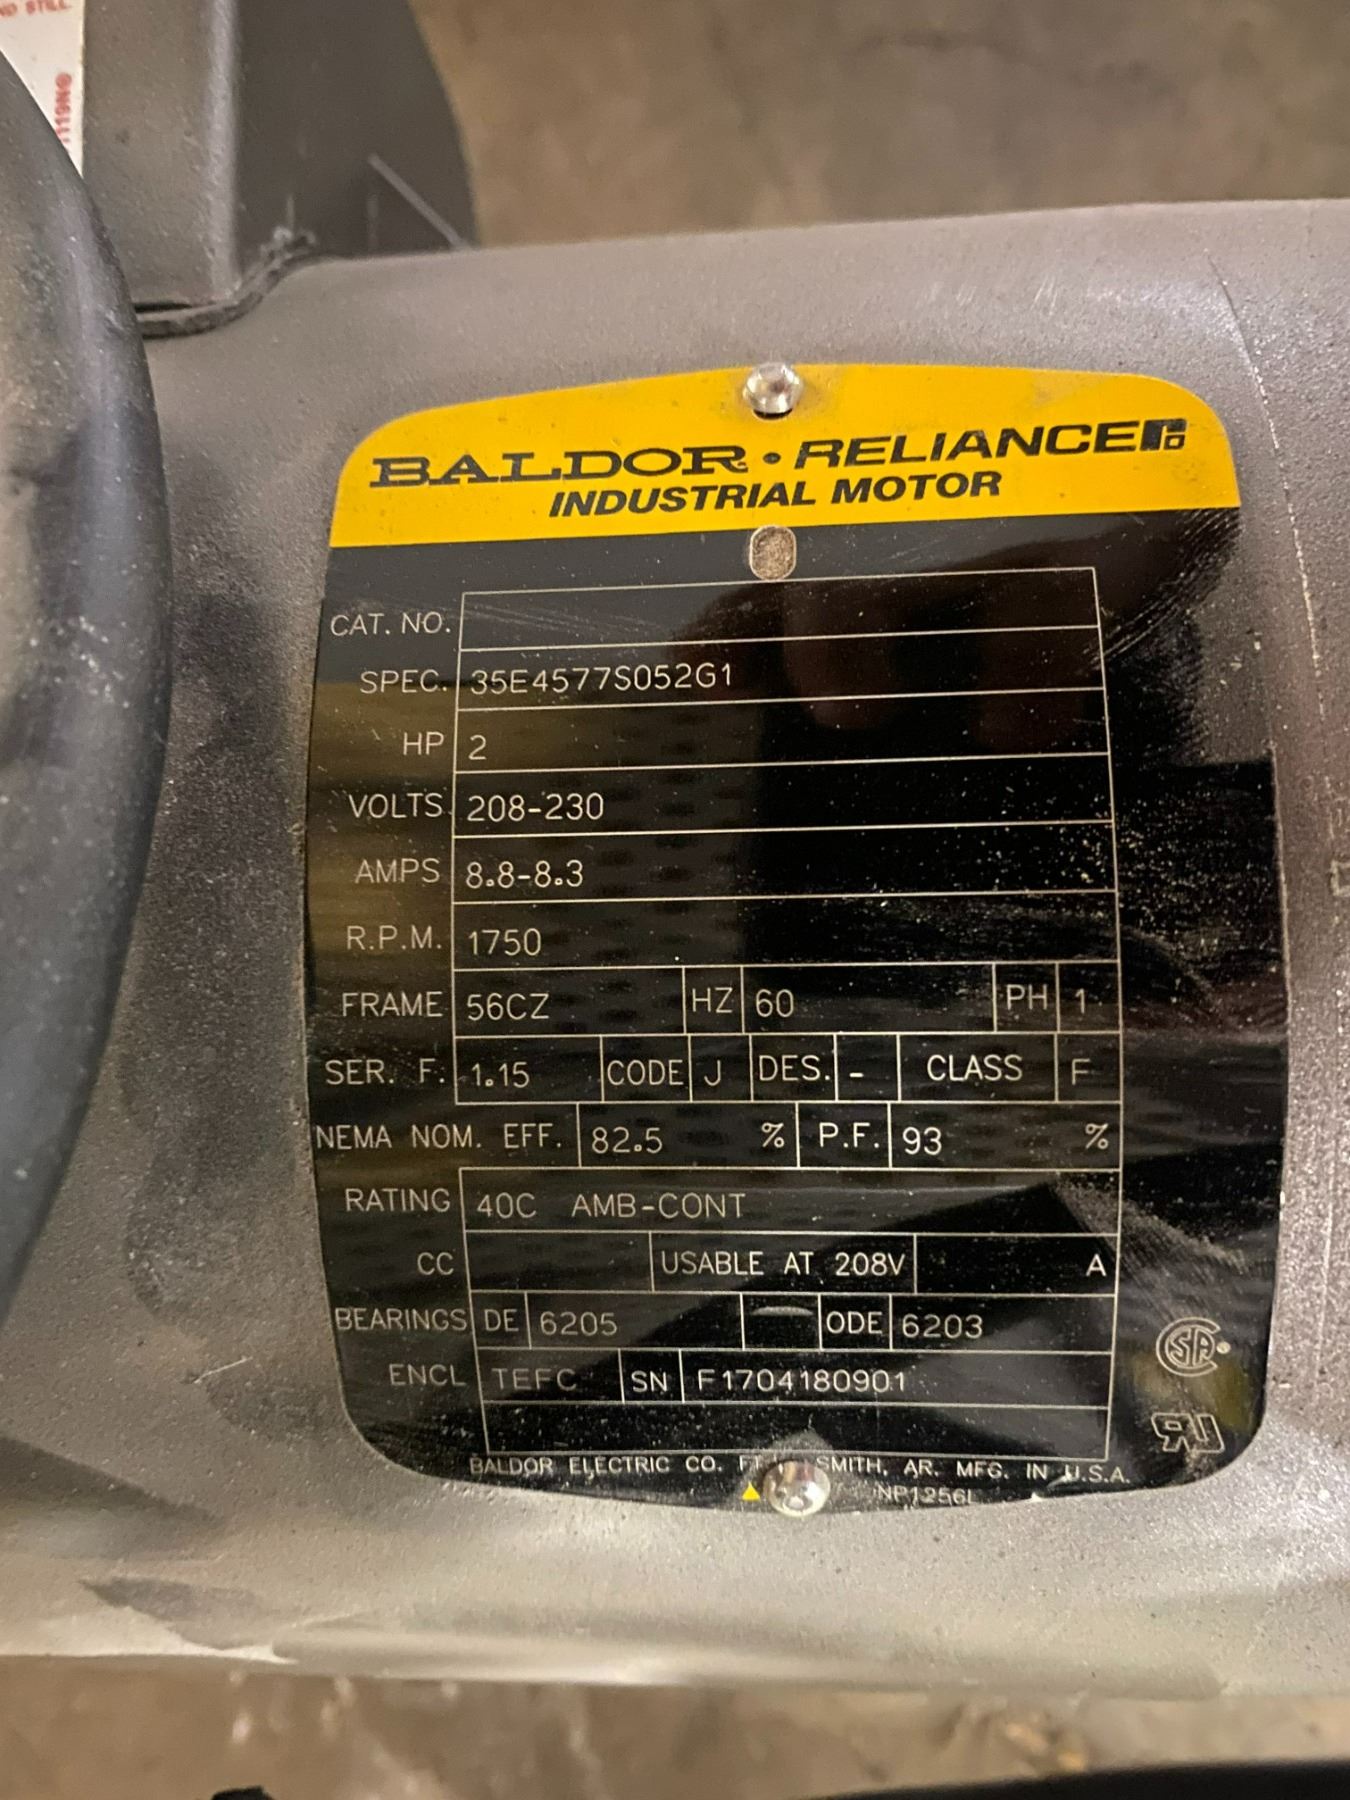 ND STILL
BALDOR · RELIANCE
INDUSTRIAL MOTOR
CAT. NO.
SPEC. 35E4577S052G1
HP 2
VOLTS 208-230
AMPS 8.8-8.3
R.P.M. 1750
FRAME 56CZ HZ 60 PH 1
SER. F. 1.15 CODE J DES. - CLASS F
NEMA NOM. EFF. 82.5 % P.F. 93 %
RATING 40C AMB-CONT
CC USABLE AT 208V A
BEARINGS DE 6205 ODE 6203
ENCL TEFC SN F1704180901
BALDOR ELECTRIC CO. SMITH, AR. MFG. IN U.S.A.
NP1256L